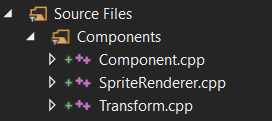 Source Files
Components
Component.cpp
SpriteRenderer.cpp
Transform.cpp